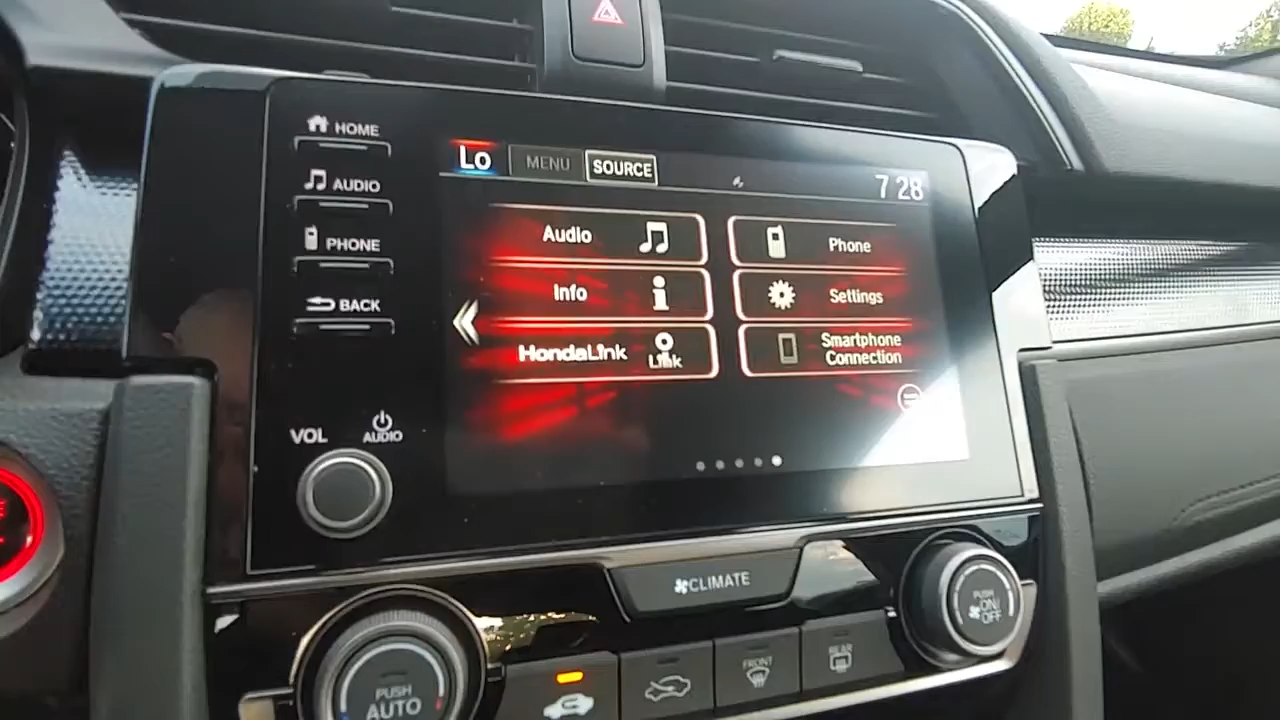 HOME
AUDIO
PHONE
BACK
VOL
AUDIO
Lo
MENU
SOURCE
7 28
Audio
Phone
Info
Settings
HondaLink
Link
Smartphone
Connection
CLIMATE
PUSH
AUTO
FRONT
REAR
PUSH
ON/
OFF